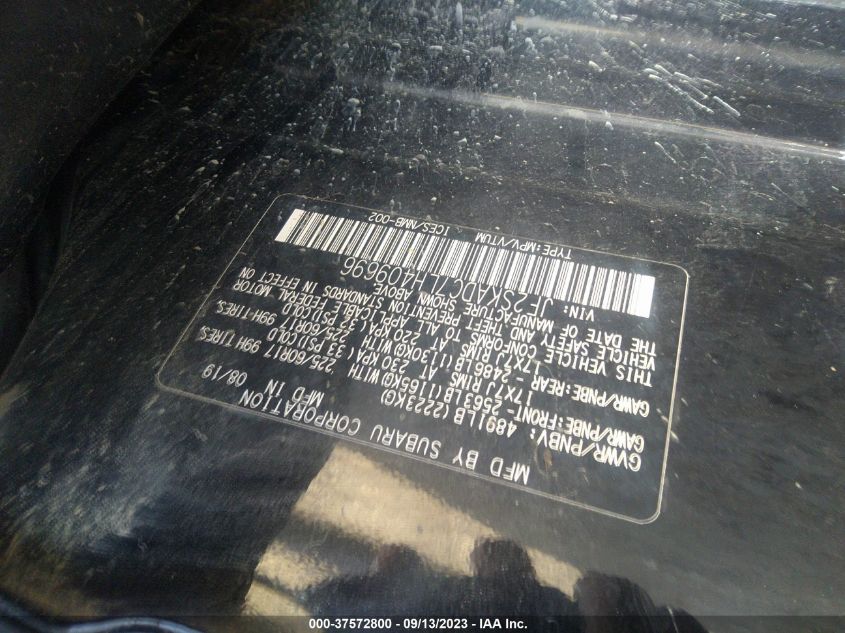 MFD BY SUBARU CORPORATION
MFD IN 08/19
GVWR/PNBV: 4891LB (2223KG)
GAWR/PNBE:FRONT- 2563LB(1165KG)WITH 225/60R17 99H TIRES,
17X7J RIMS AT 230 KPA( 33 PSI)COLD
GAWR/PNBE:REAR- 2486LB(1130KG)WITH 225/60R17 99H-TIRES,
17X7J RIMS AT 220KPA( 32 PSI)COLD
THIS VEHICLE CONFORMS TO ALL APPLICABLE FEDERAL MOTOR
VEHICLE SAFETY AND THEFT PREVENTION STANDARDS IN EFFECT ON
THE DATE OF MANUFACTURE SHOWN ABOVE
VIN: JF2SKADC7LH409696
TYPE:MPV/VTUM ICES/NMB-002
000-37572800 - 09/13/2023 - IAA Inc.